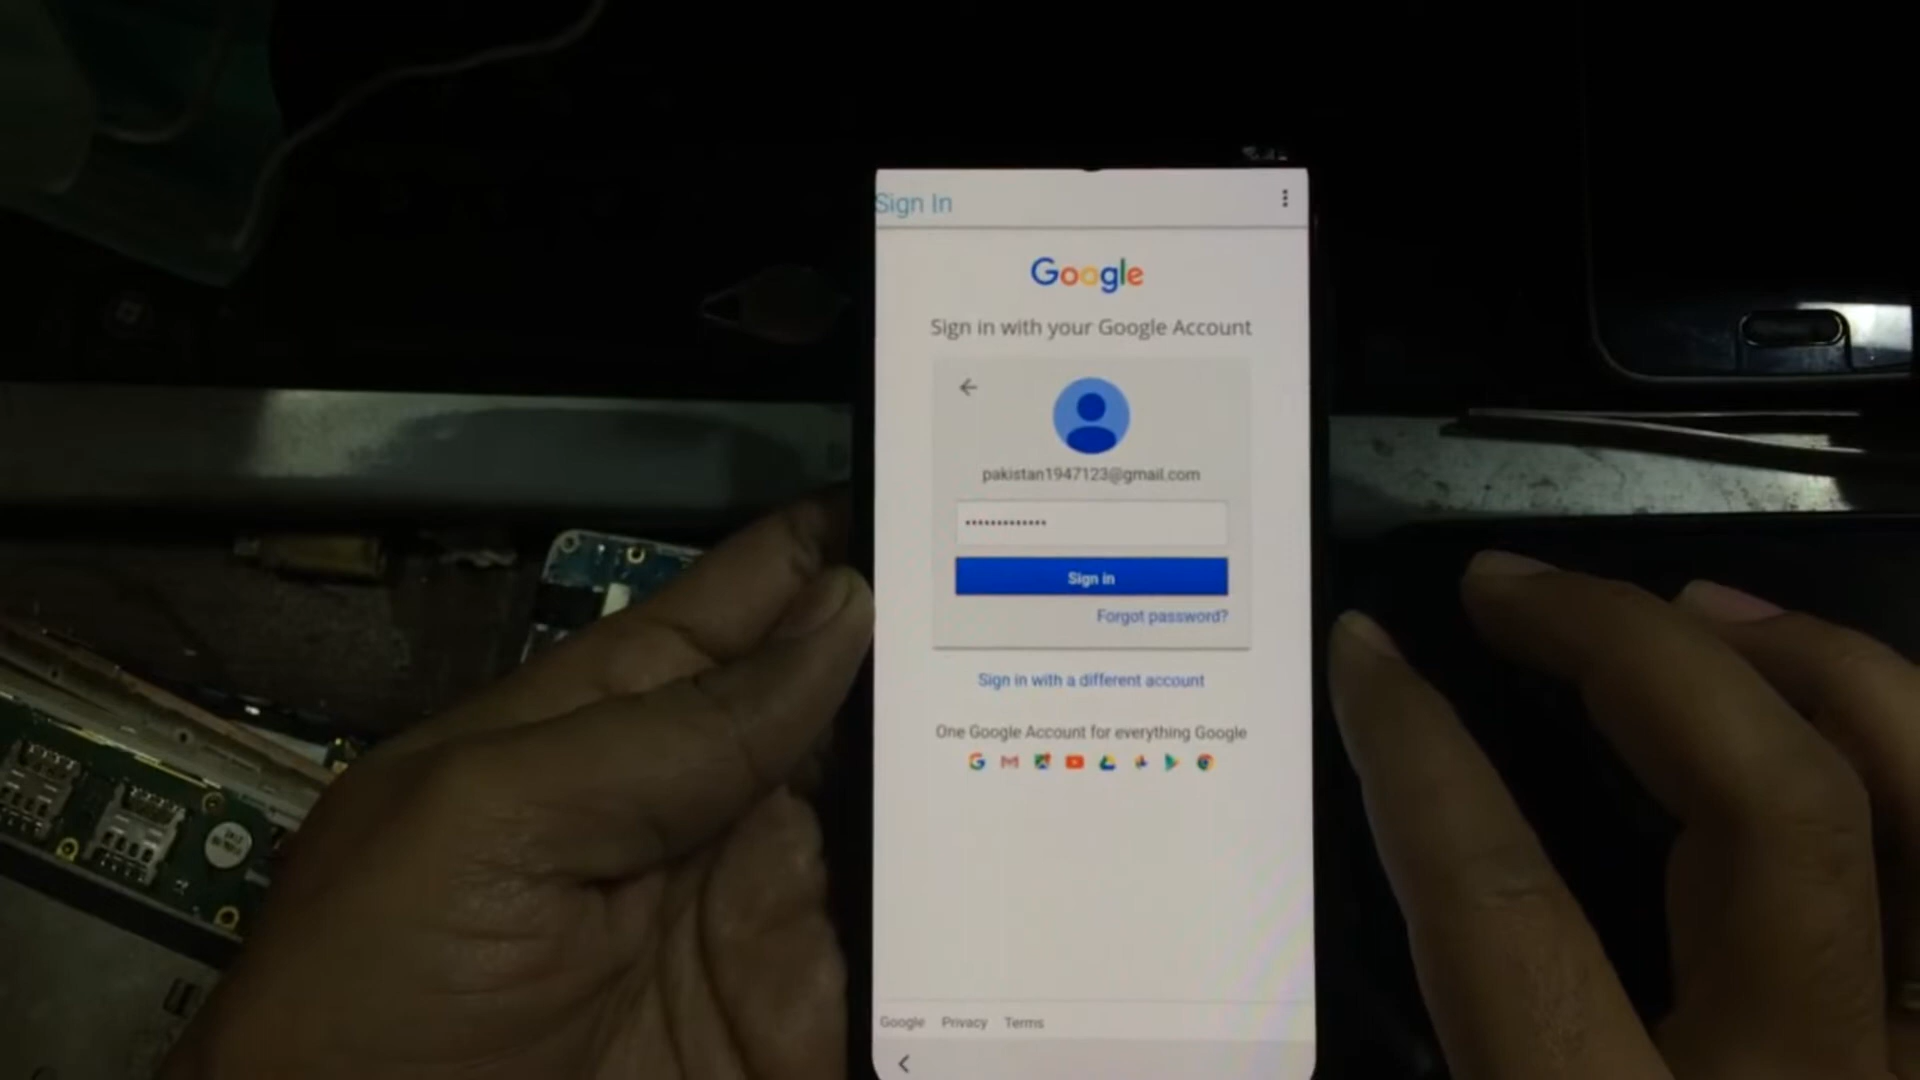 Sign In
Google
Sign in with your Google Account
pakistan1947123@gmail.com
•••••••••••••
Sign in
Forgot password?
Sign in with a different account
One Google Account for everything Google
Google Privacy Terms